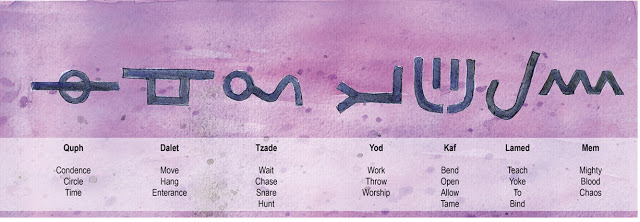 Quph
Condence
Circle
Time
Dalet
Move
Hang
Enterance
Tzade
Wait
Chase
Snare
Hunt
Yod
Work
Throw
Worship
Kaf
Bend
Open
Allow
Tame
Lamed
Teach
Yoke
To
Bind
Mem
Mighty
Blood
Chaos